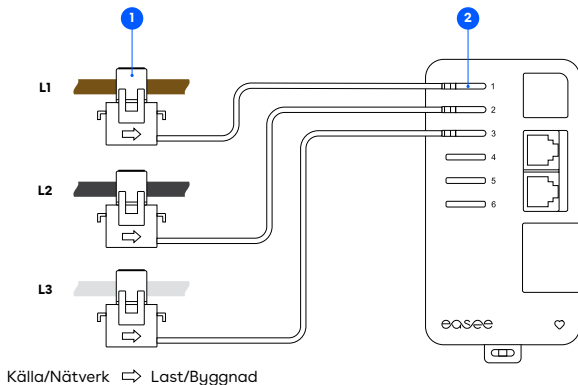 1 2
L1 1
2
3
4
L2 5
6
L3
easee
Källa/Nätverk ⇨ Last/Byggnad